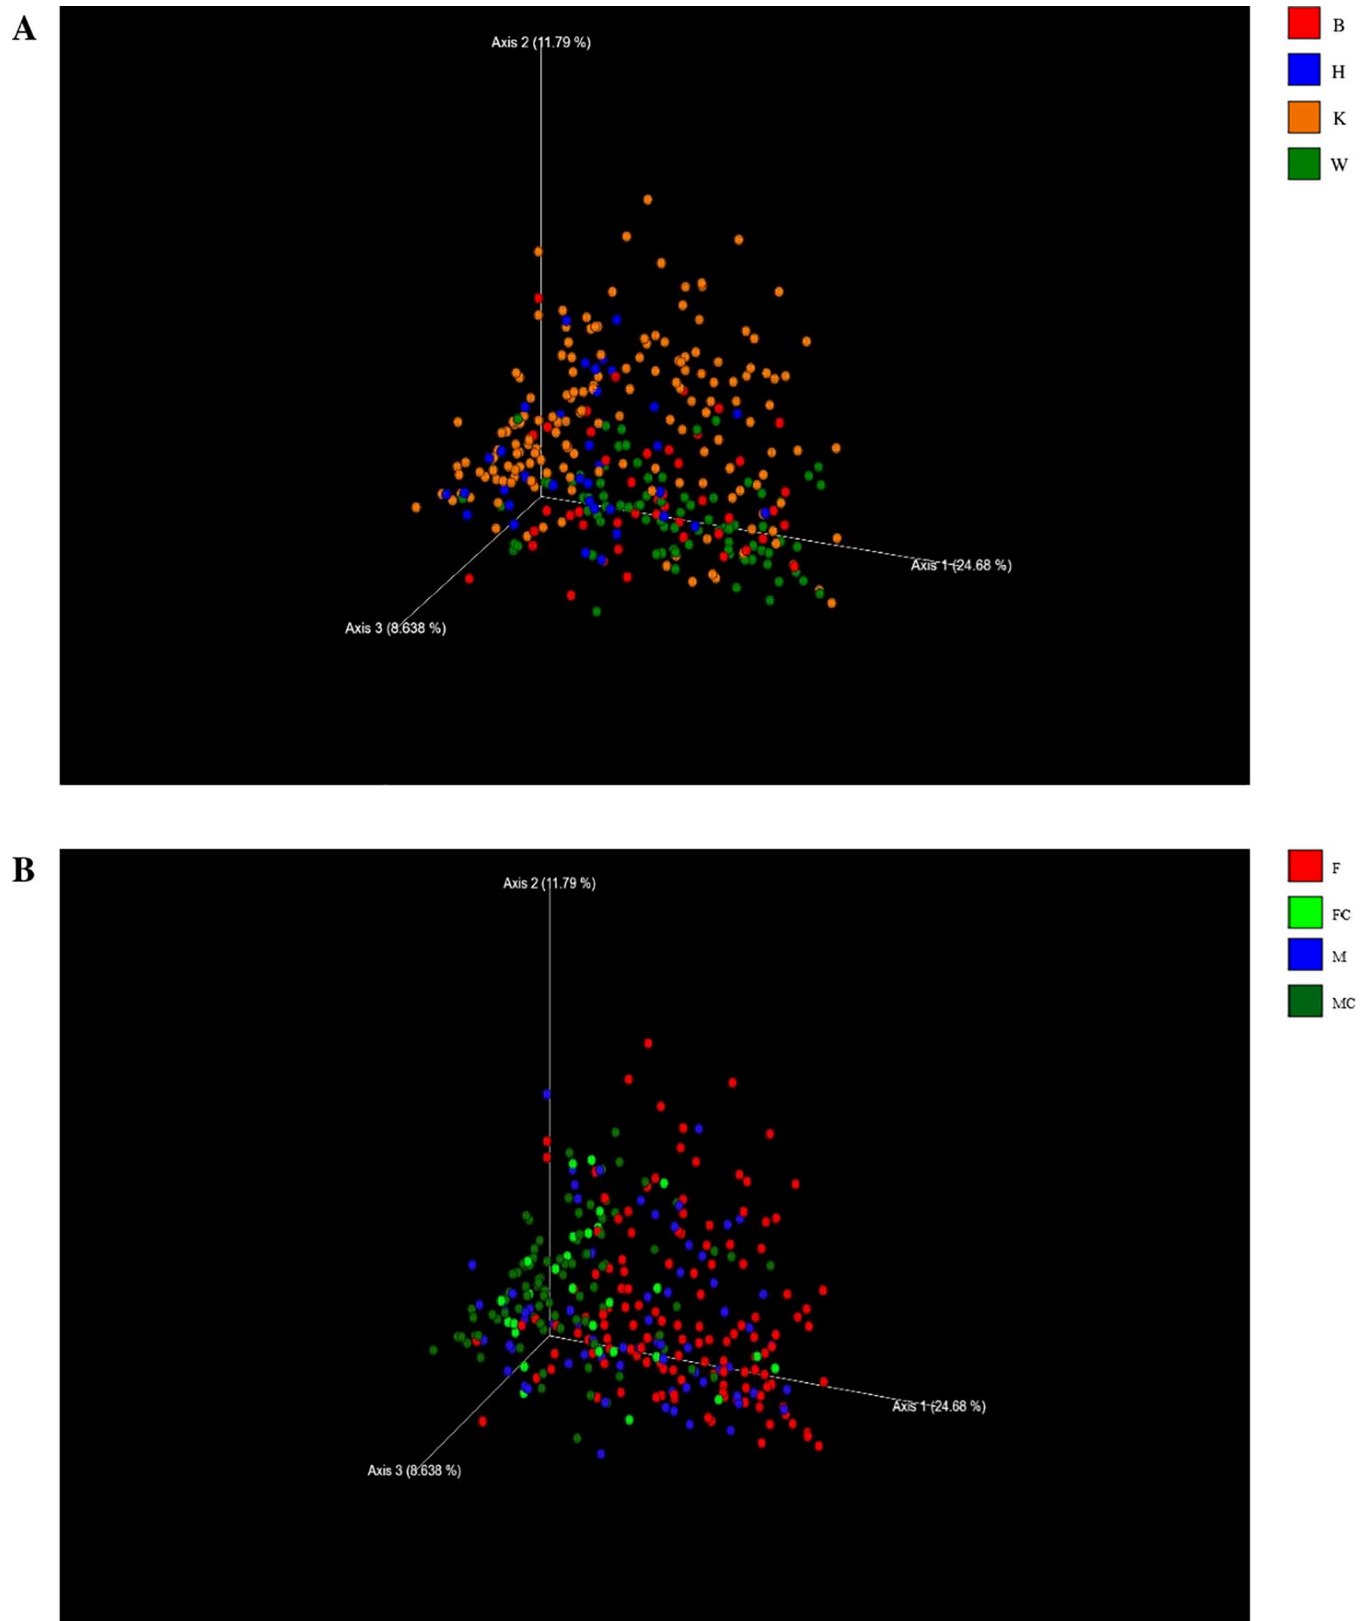 A
Axis 2 (11.79 %)
Axis 1 (24.68 %)
Axis 3 (8.638 %)
B
H
K
W
B
Axis 2 (11.79 %)
Axis 1 (24.68 %)
Axis 3 (8.638 %)
F
FC
M
MC